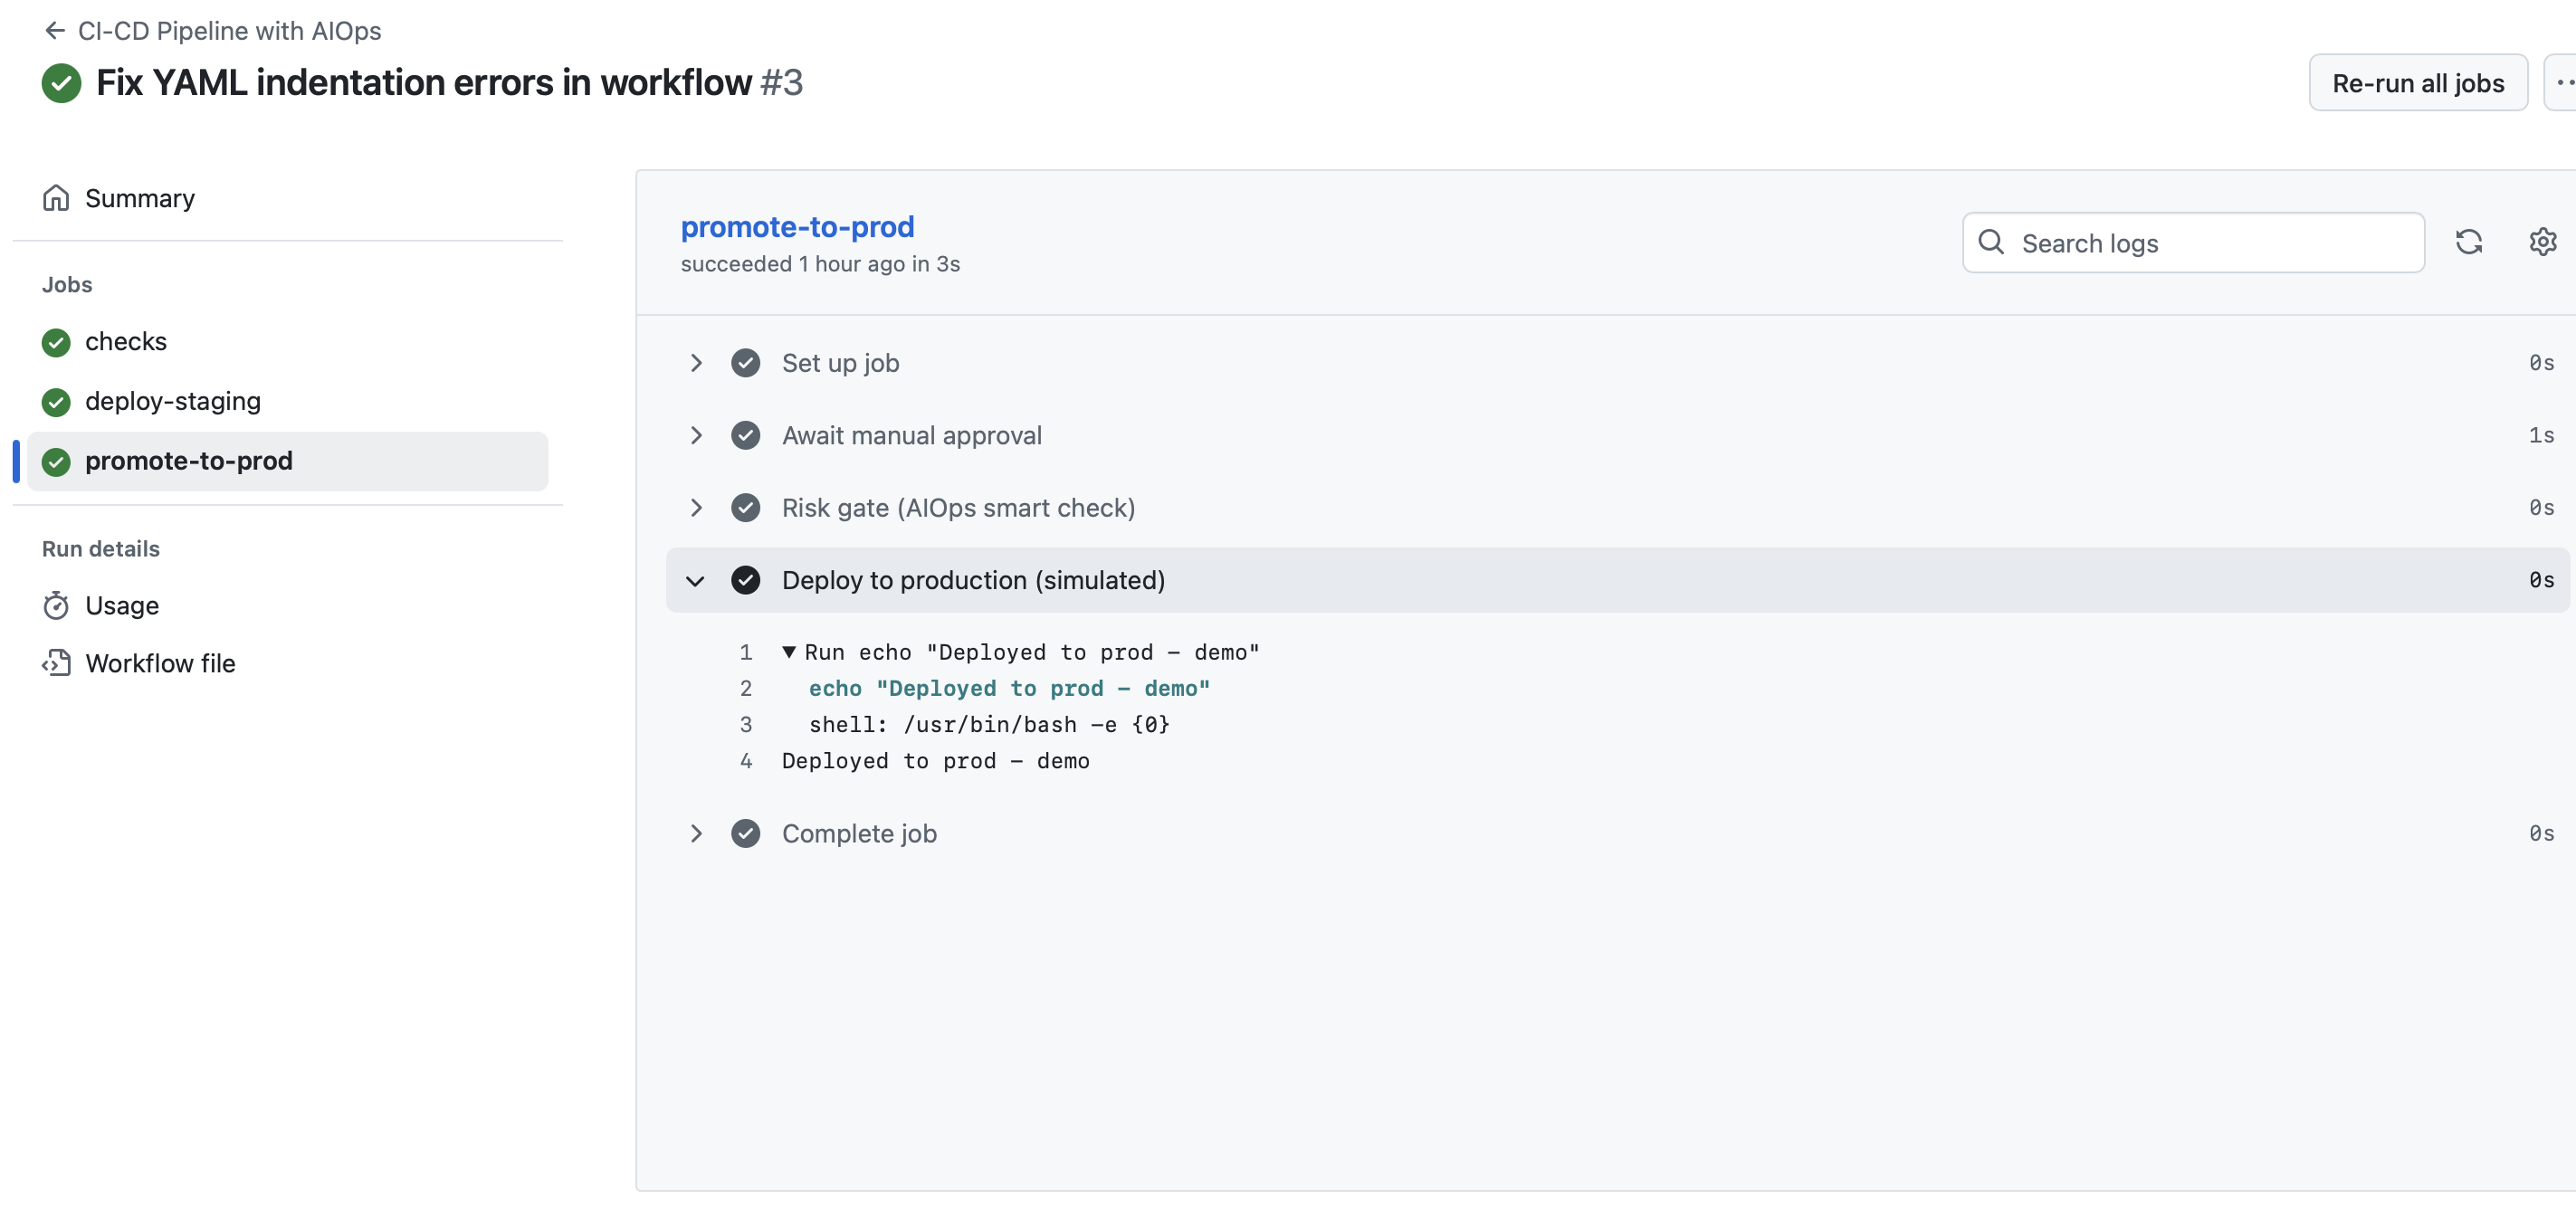 CI-CD Pipeline with AIOps
Fix YAML indentation errors in workflow #3
Re-run all jobs
Summary
Jobs
checks
deploy-staging
promote-to-prod
Run details
Usage
Workflow file
promote-to-prod
succeeded 1 hour ago in 3s
Search logs
Set up job 0s
Await manual approval 1s
Risk gate (AIOps smart check) 0s
Deploy to production (simulated) 0s
1 ▼ Run echo "Deployed to prod – demo"
2 echo "Deployed to prod – demo"
3 shell: /usr/bin/bash -e {0}
4 Deployed to prod – demo
Complete job 0s